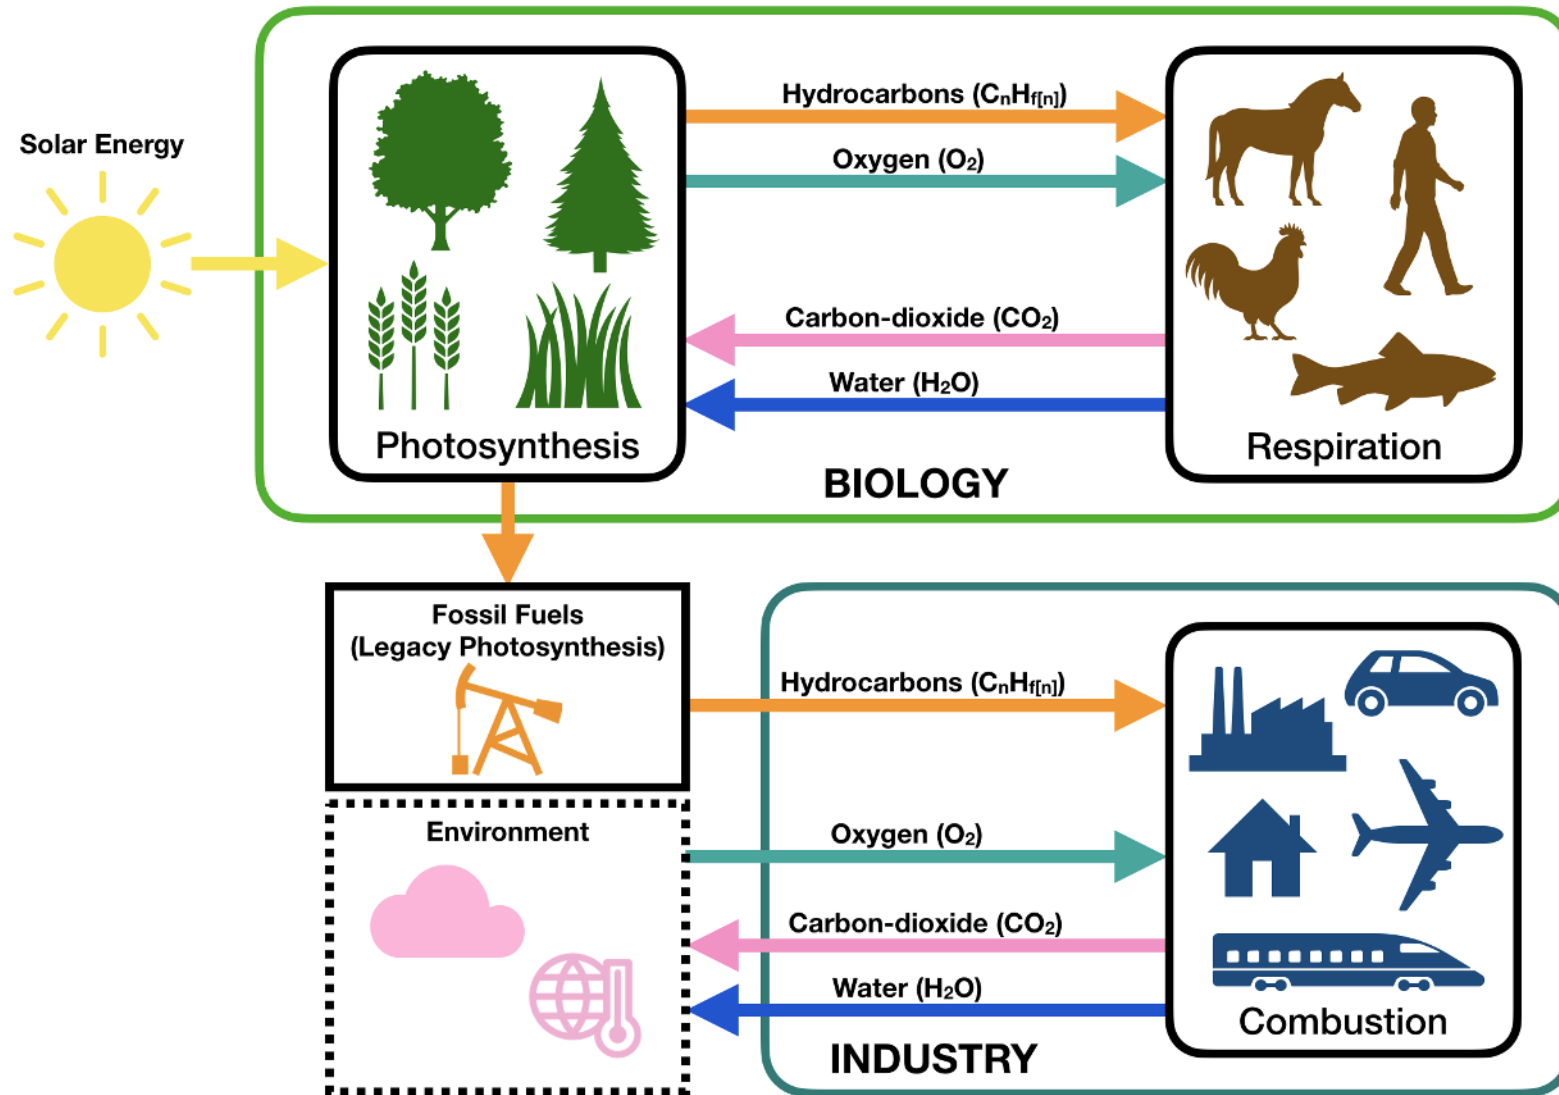 Solar Energy
Hydrocarbons (CnHf[n])
Oxygen (O₂)
Carbon-dioxide (CO₂)
Water (H₂O)
Photosynthesis
Respiration
BIOLOGY
Fossil Fuels
(Legacy Photosynthesis)
Hydrocarbons (CnHf[n])
Environment
Oxygen (O₂)
Carbon-dioxide (CO₂)
Water (H₂O)
Combustion
INDUSTRY